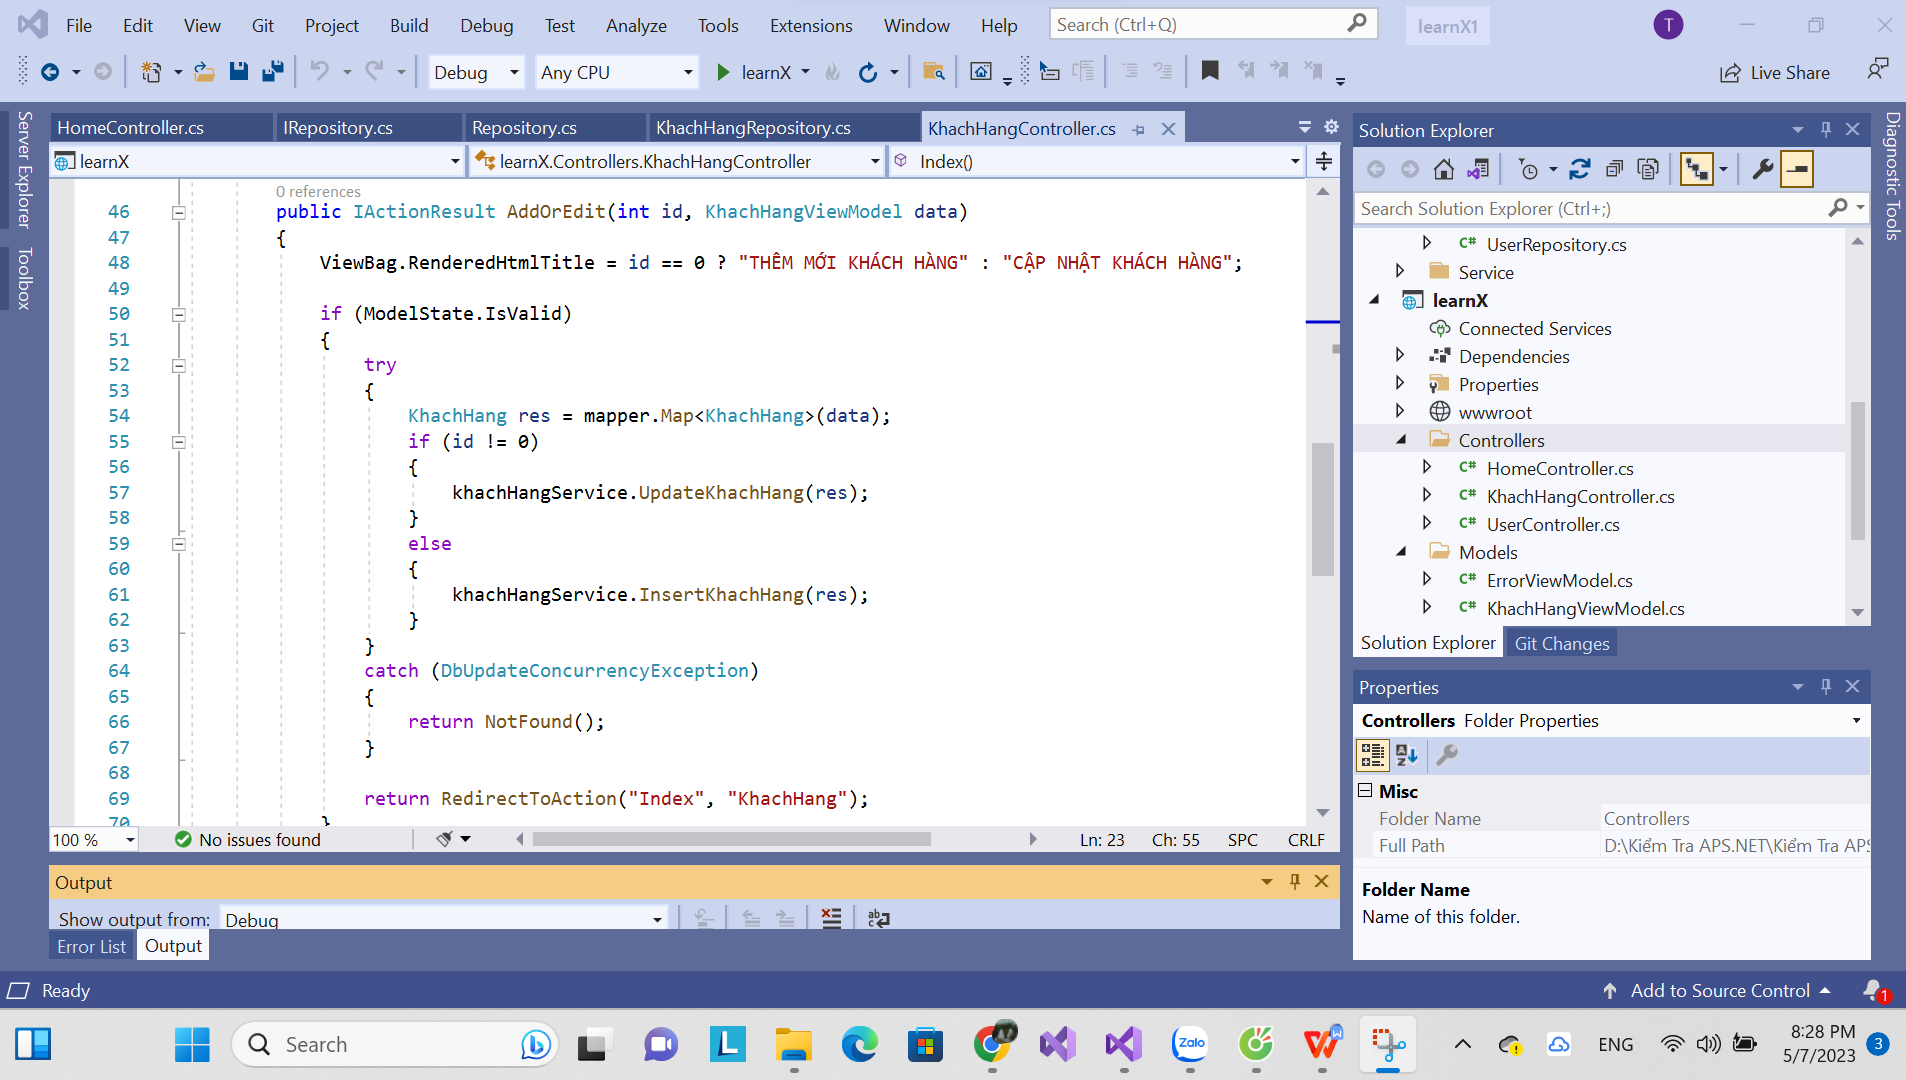 File Edit View Git Project Build Debug Test Analyze Tools Extensions Window Help Search (Ctrl+Q) learnX1 T
Debug Any CPU learnX Live Share
Server Explorer
Toolbox
HomeController.cs IRepository.cs Repository.cs KhachHangRepository.cs KhachHangController.cs
learnX learnX.Controllers.KhachHangController Index()
0 references
46 public IActionResult AddOrEdit(int id, KhachHangViewModel data)
47 {
48 ViewBag.RenderedHtmlTitle = id == 0 ? "THÊM MỚI KHÁCH HÀNG" : "CẬP NHẬT KHÁCH HÀNG";
49
50 if (ModelState.IsValid)
51 {
52 try
53 {
54 KhachHang res = mapper.Map<KhachHang>(data);
55 if (id != 0)
56 {
57 khachHangService.UpdateKhachHang(res);
58 }
59 else
60 {
61 khachHangService.InsertKhachHang(res);
62 }
63 }
64 catch (DbUpdateConcurrencyException)
65 {
66 return NotFound();
67 }
68
69 return RedirectToAction("Index", "KhachHang");
70 }
100 % No issues found Ln: 23 Ch: 55 SPC CRLF
Output
Show output from: Debug
Error List Output
Solution Explorer
Search Solution Explorer (Ctrl+;)
C# UserRepository.cs
Service
learnX
Connected Services
Dependencies
Properties
wwwroot
Controllers
C# HomeController.cs
C# KhachHangController.cs
C# UserController.cs
Models
C# ErrorViewModel.cs
C# KhachHangViewModel.cs
Solution Explorer Git Changes
Properties
Controllers Folder Properties
Misc
Folder Name Controllers
Full Path D:\Kiểm Tra APS.NET\Kiểm Tra APS
Folder Name
Name of this folder.
Diagnostic Tools
Ready Add to Source Control 1
Search L Zalo W ENG 8:28 PM
5/7/2023 3